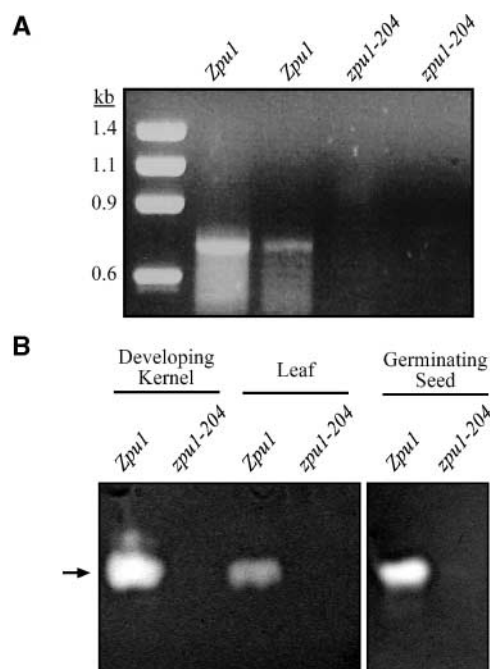 A
Zpu1 Zpu1 zpu1-204 zpu1-204
kb
1.4
1.1
0.9
0.6
B
Developing Kernel Leaf Germinating Seed
Zpu1 zpu1-204 Zpu1 zpu1-204 Zpu1 zpu1-204